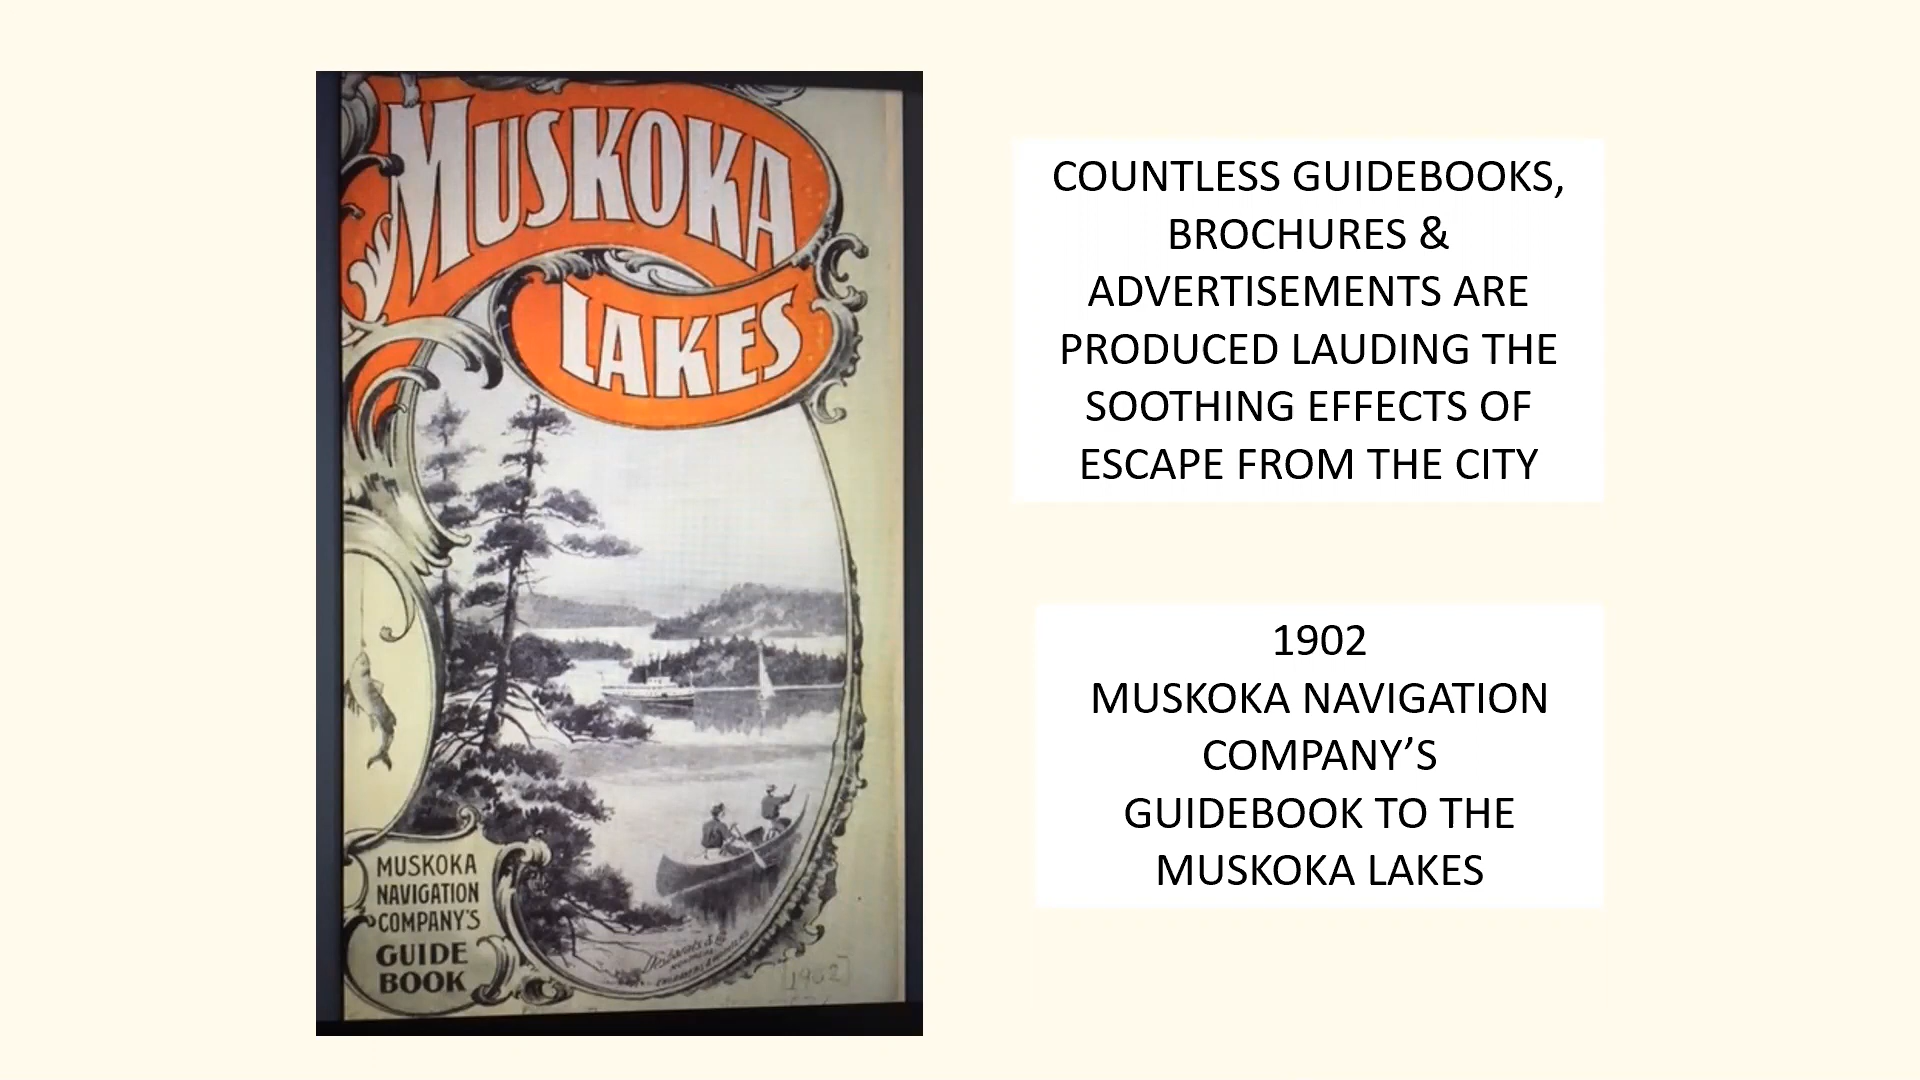 MUSKOKA
LAKES
MUSKOKA
NAVIGATION
COMPANY'S
GUIDE
BOOK
[1902]
COUNTLESS GUIDEBOOKS,
BROCHURES &
ADVERTISEMENTS ARE
PRODUCED LAUDING THE
SOOTHING EFFECTS OF
ESCAPE FROM THE CITY
1902
MUSKOKA NAVIGATION
COMPANY’S
GUIDEBOOK TO THE
MUSKOKA LAKES